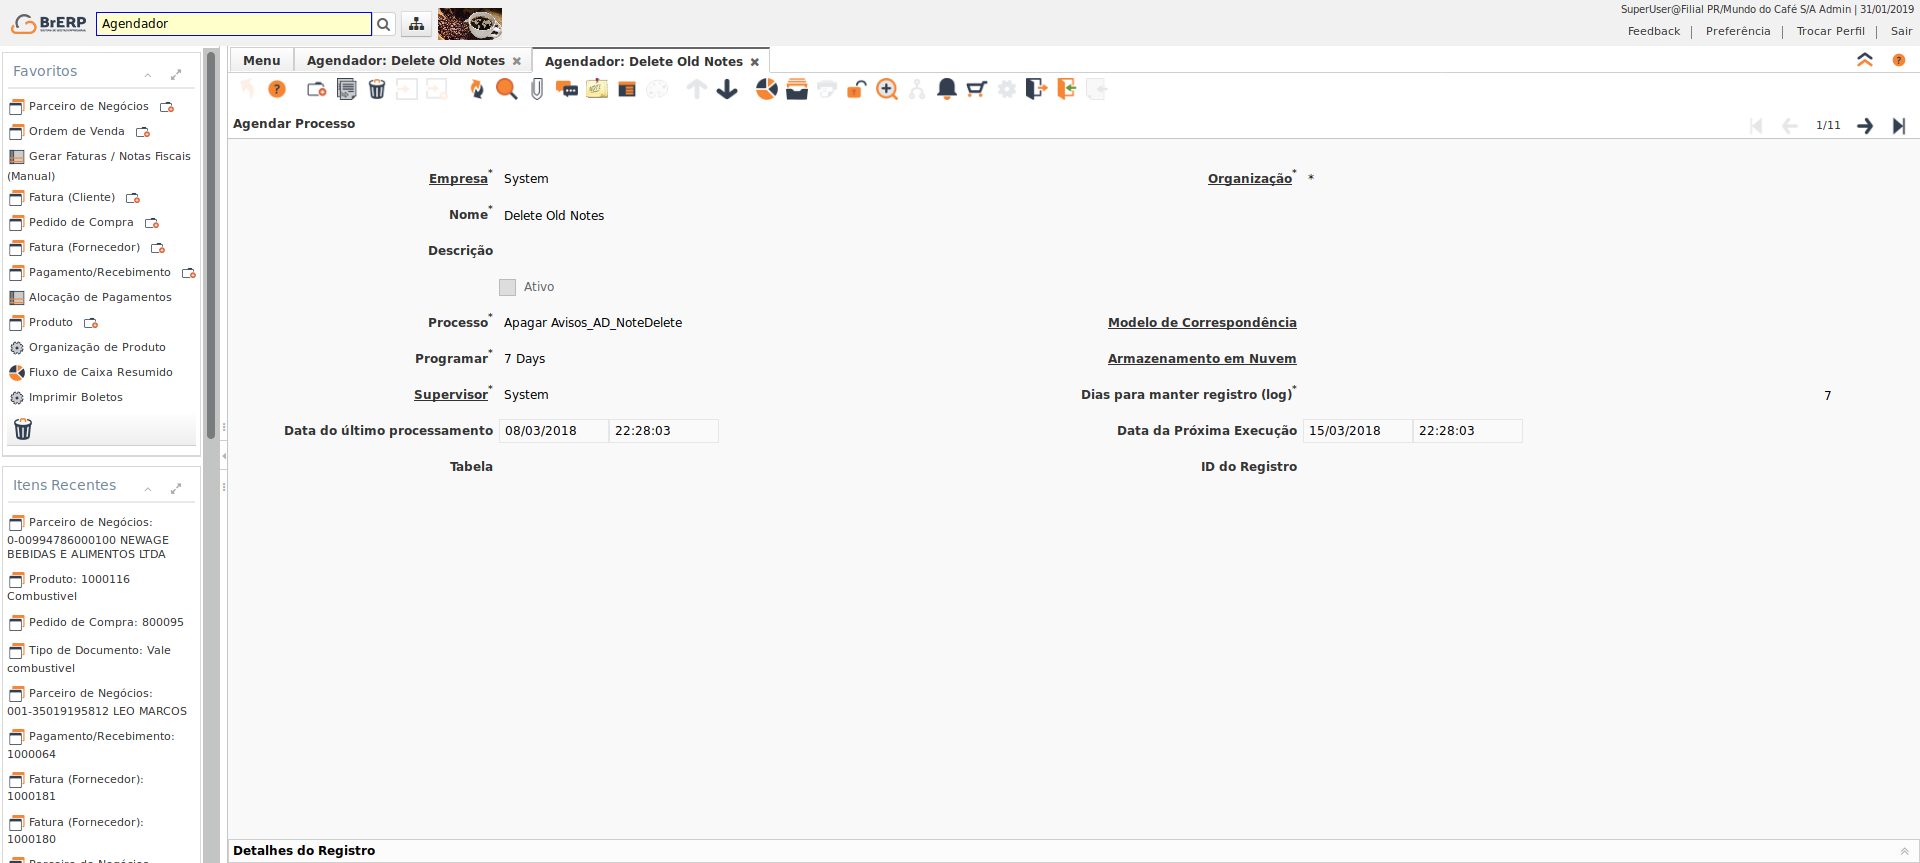 BrERP
Agendador
SuperUser@Filial PR/Mundo do Café S/A Admin | 31/01/2019
Feedback | Preferência | Trocar Perfil | Sair
Favoritos
Parceiro de Negócios
Ordem de Venda
Gerar Faturas / Notas Fiscais
(Manual)
Fatura (Cliente)
Pedido de Compra
Fatura (Fornecedor)
Pagamento/Recebimento
Alocação de Pagamentos
Produto
Organização de Produto
Fluxo de Caixa Resumido
Imprimir Boletos
Itens Recentes
Parceiro de Negócios:
0-00994786000100 NEWAGE
BEBIDAS E ALIMENTOS LTDA
Produto: 1000116
Combustivel
Pedido de Compra: 800095
Tipo de Documento: Vale
combustivel
Parceiro de Negócios:
001-35019195812 LEO MARCOS
Pagamento/Recebimento:
1000064
Fatura (Fornecedor):
1000181
Fatura (Fornecedor):
1000180
Menu
Agendador: Delete Old Notes
Agendador: Delete Old Notes
Agendar Processo
1/11
Empresa* System
Organização* *
Nome* Delete Old Notes
Descrição
Ativo
Processo* Apagar Avisos_AD_NoteDelete
Modelo de Correspondência
Programar* 7 Days
Armazenamento em Nuvem
Supervisor* System
Dias para manter registro (log)* 7
Data do último processamento 08/03/2018 22:28:03
Data da Próxima Execução 15/03/2018 22:28:03
Tabela
ID do Registro
Detalhes do Registro